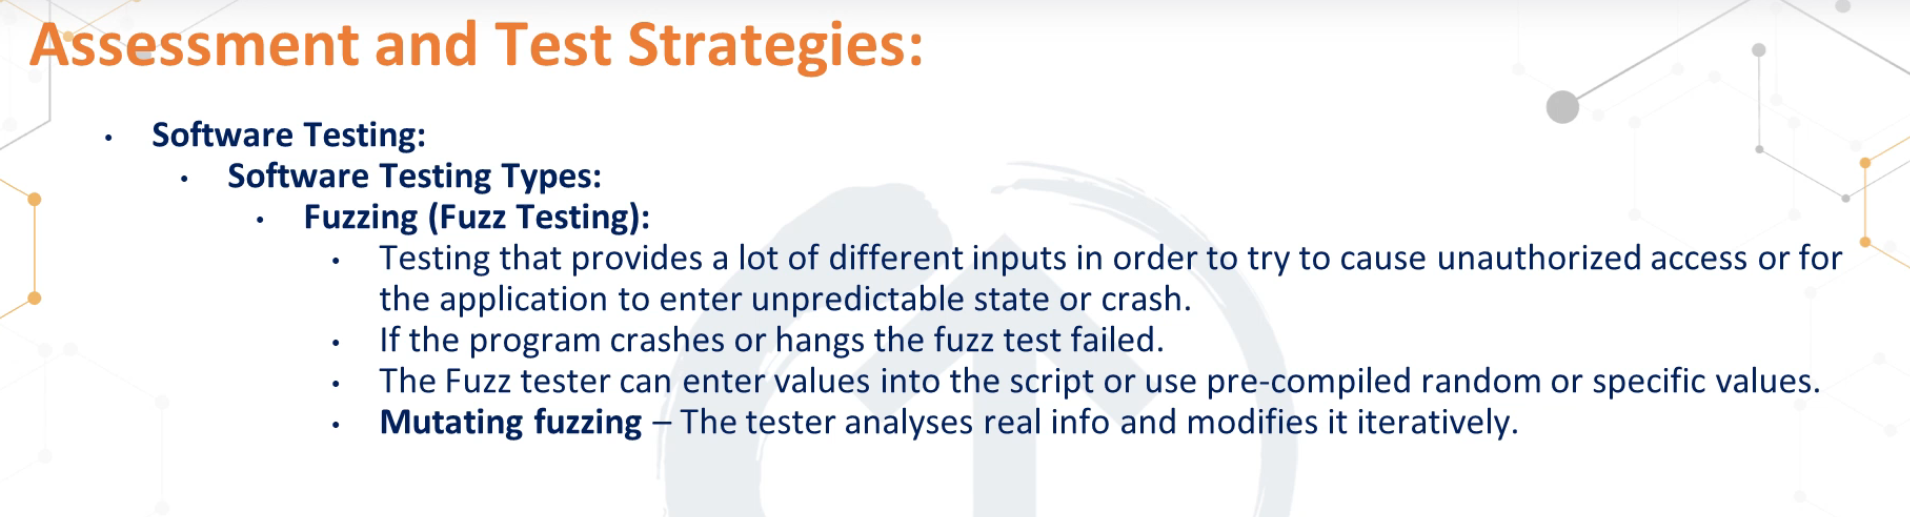 Assessment and Test Strategies:
• Software Testing:
• Software Testing Types:
• Fuzzing (Fuzz Testing):
• Testing that provides a lot of different inputs in order to try to cause unauthorized access or for
the application to enter unpredictable state or crash.
• If the program crashes or hangs the fuzz test failed.
• The Fuzz tester can enter values into the script or use pre-compiled random or specific values.
• Mutating fuzzing – The tester analyses real info and modifies it iteratively.